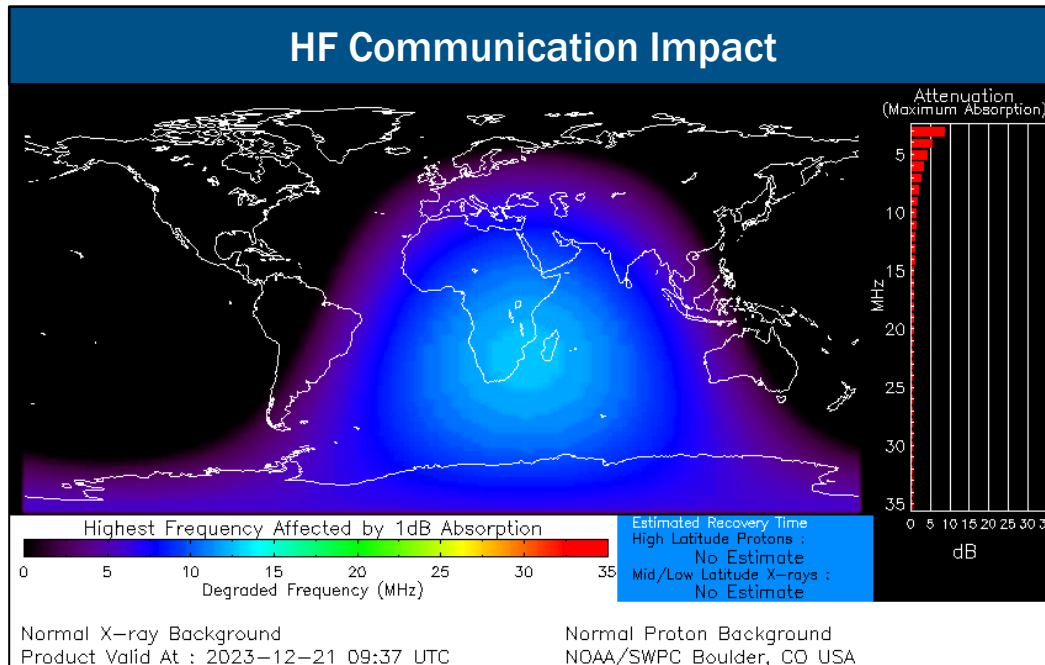 HF Communication Impact
Attenuation
(Maximum Absorption)
5
10
15
20
25
30
35
MHz
0 5 10 15 20 25 30 3
dB
Highest Frequency Affected by 1dB Absorption
0 5 10 15 20 25 30 35
Degraded Frequency (MHz)
Estimated Recovery Time
High Latitude Protons :
No Estimate
Mid/Low Latitude X-rays :
No Estimate
Normal X-ray Background
Product Valid At : 2023-12-21 09:37 UTC
Normal Proton Background
NOAA/SWPC Boulder, CO USA